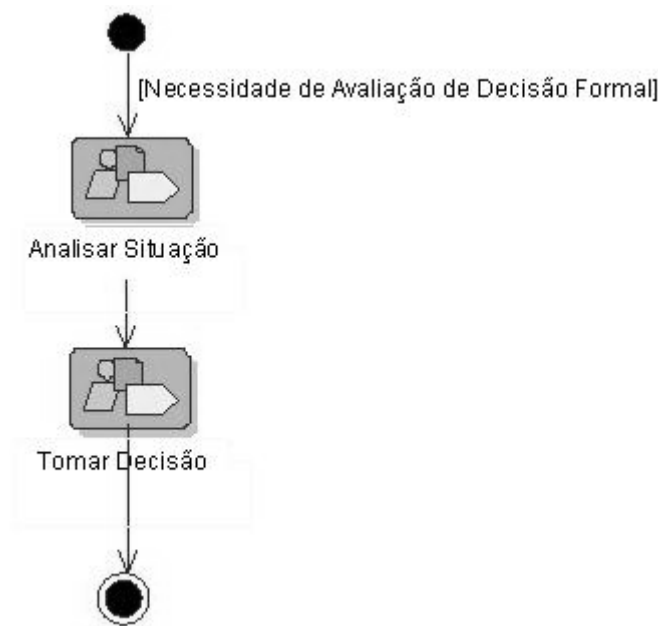 [Necessidade de Avaliação de Decisão Formal]
Analisar Situação
Tomar Decisão